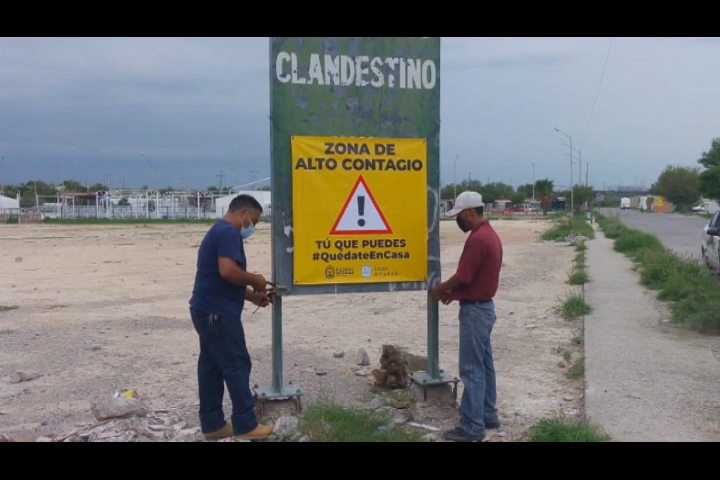 CLANDESTINO
ZONA DE
ALTO CONTAGIO
!
TÚ QUE PUEDES
#QuédateEnCasa